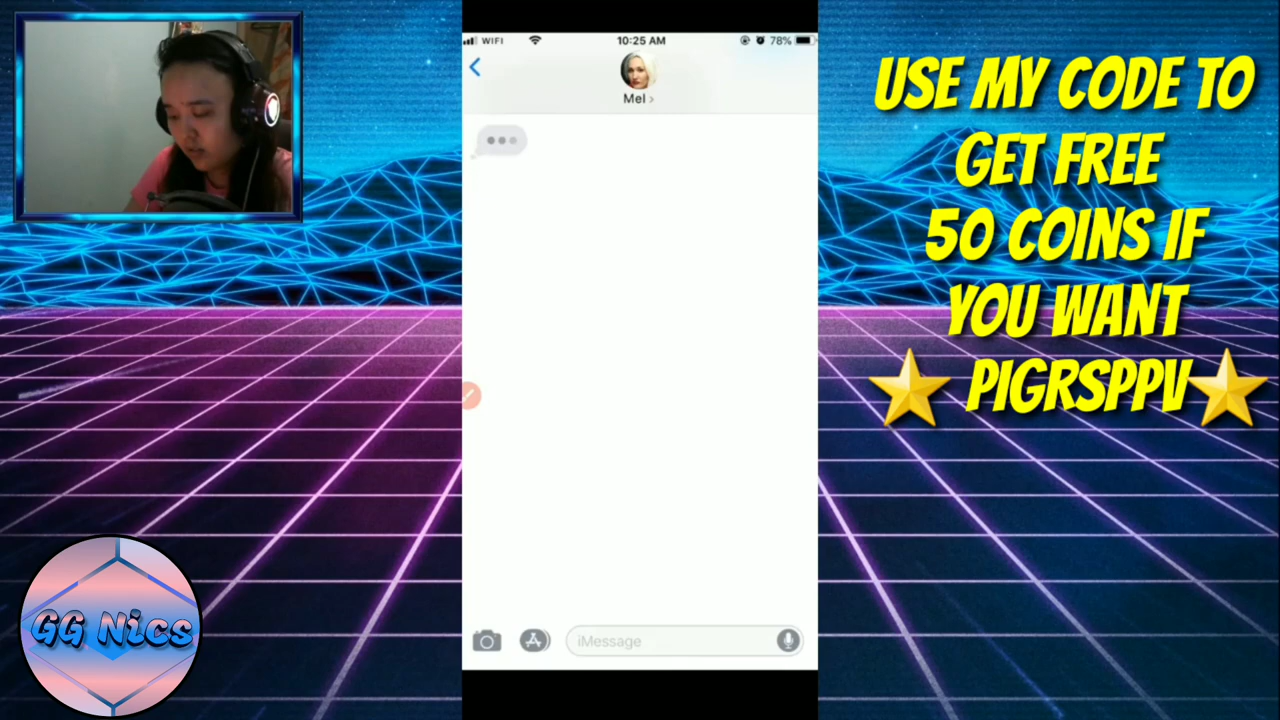 WIFI
10:25 AM
78%
Mel
iMessage
USE MY CODE TO
GET FREE
50 COINS IF
YOU WANT
PIGRSPPV
GG Nics